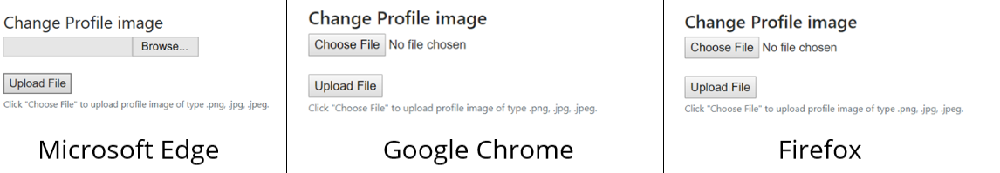 Change Profile image
Browse...
Upload File
Click "Choose File" to upload profile image of type .png, .jpg, .jpeg.
Microsoft Edge
Change Profile image
Choose File No file chosen
Upload File
Click "Choose File" to upload profile image of type .png, .jpg, .jpeg.
Google Chrome
Change Profile image
Choose File No file chosen
Upload File
Click "Choose File" to upload profile image of type .png, .jpg, .jpeg.
Firefox